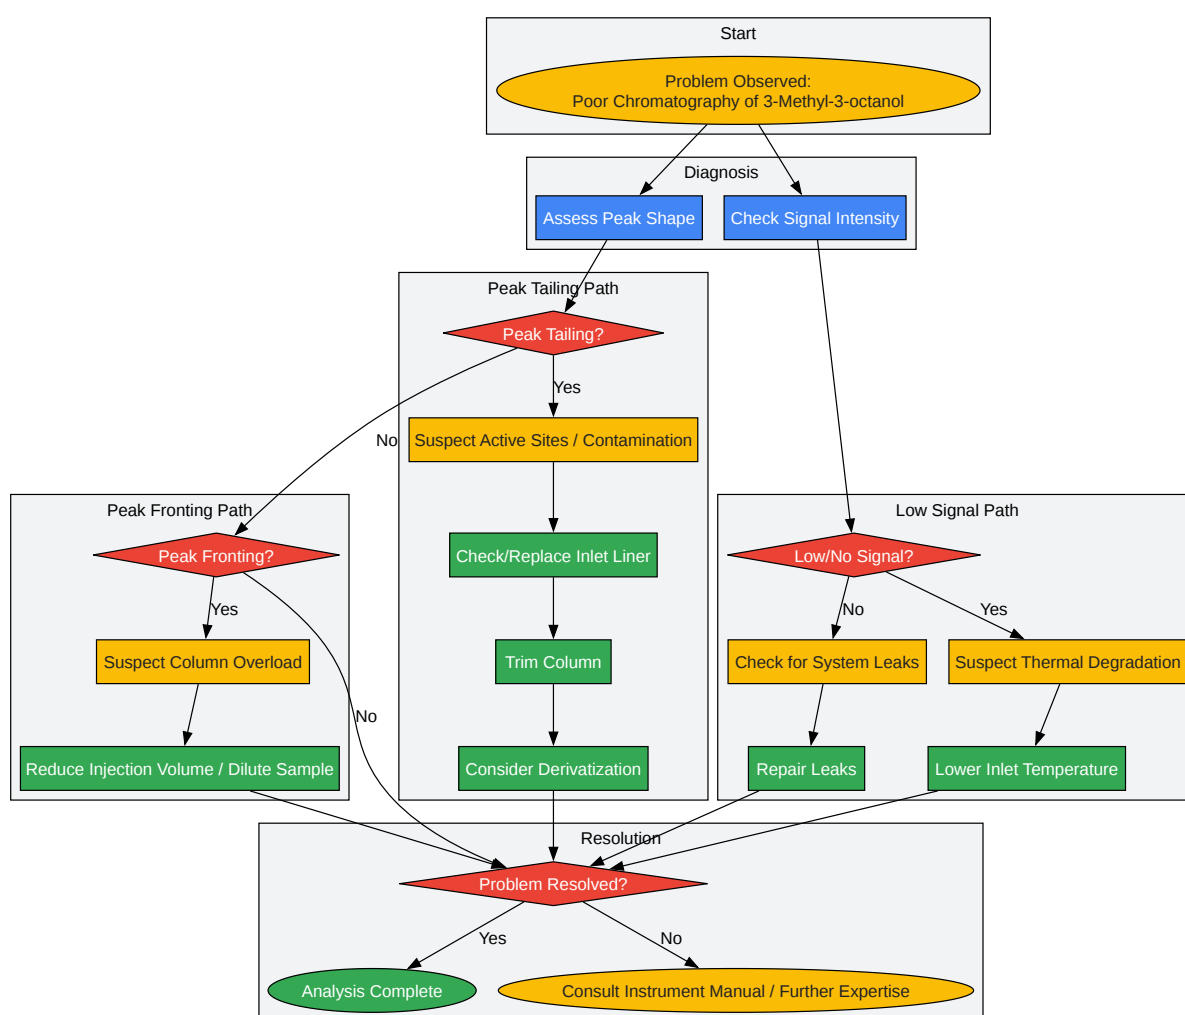 Start
Problem Observed:
Poor Chromatography of 3-Methyl-3-octanol
Diagnosis
Assess Peak Shape
Check Signal Intensity
Peak Tailing Path
Peak Tailing?
Yes
No
Suspect Active Sites / Contamination
Check/Replace Inlet Liner
Trim Column
Consider Derivatization
Peak Fronting Path
Peak Fronting?
Yes
No
Suspect Column Overload
Reduce Injection Volume / Dilute Sample
Low Signal Path
Low/No Signal?
No
Yes
Check for System Leaks
Suspect Thermal Degradation
Repair Leaks
Lower Inlet Temperature
Resolution
Problem Resolved?
Yes
No
Analysis Complete
Consult Instrument Manual / Further Expertise